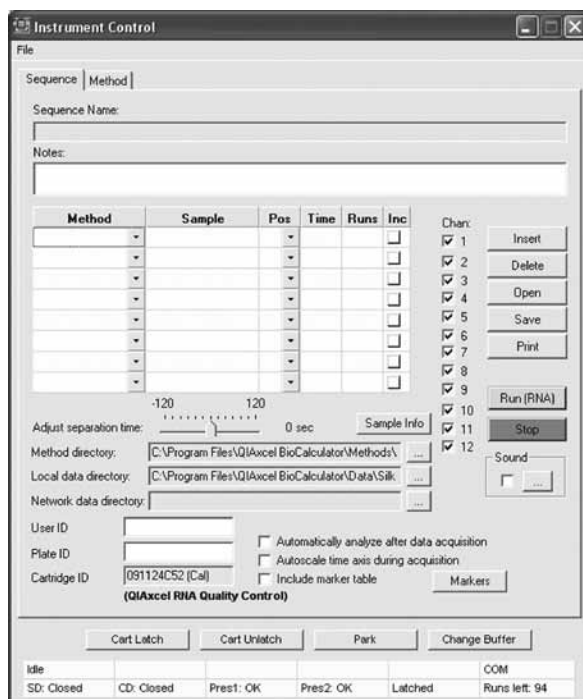 Instrument Control
File
Sequence Method
Sequence Name:
Notes:
Method Sample Pos Time Runs Inc
Chan:
1
2
3
4
5
6
7
8
9
10
11
12
Insert
Delete
Open
Save
Print
Run (RNA)
Stop
Sound
...
-120 120
Adjust separation time: 0 sec Sample Info
Method directory: C:\Program Files\QIAxcel BioCalculator\Methods\ ...
Local data directory: C:\Program Files\QIAxcel BioCalculator\Data\Silk ...
Network data directory: ...
User ID
Plate ID
Cartridge ID 091124C52 (Cal)
(QIAxcel RNA Quality Control)
Automatically analyze after data acquisition
Autoscale time axis during acquisition
Include marker table Markers
Cart Latch Cart Unlatch Park Change Buffer
Idle COM
SD: Closed CD: Closed Pres1: OK Pres2: OK Latched Runs left: 94